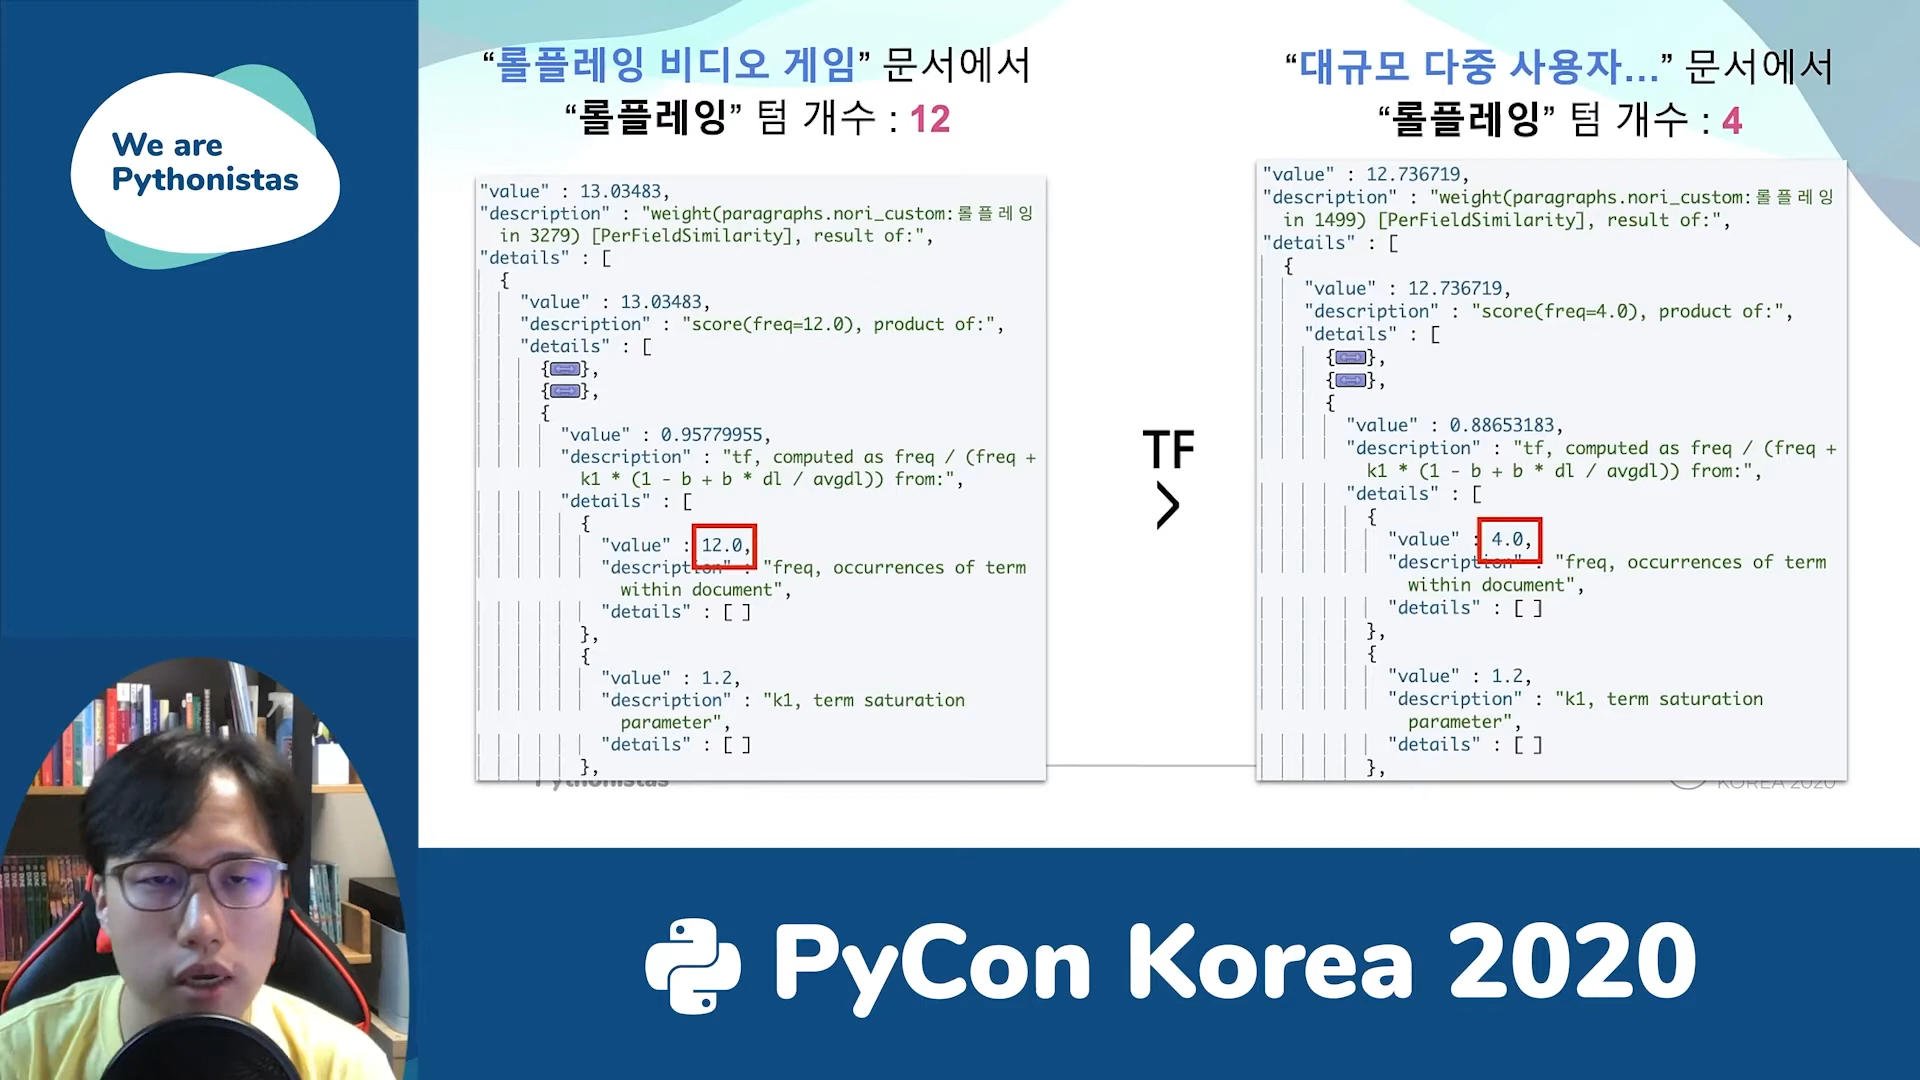 We are
Pythonistas
“롤플레잉 비디오 게임” 문서에서
“롤플레잉” 텀 개수 : 12
"value" : 13.03483,
"description" : "weight(paragraphs.nori_custom:롤플레잉
in 3279) [PerFieldSimilarity], result of:",
"details" : [
{
"value" : 13.03483,
"description" : "score(freq=12.0), product of:",
"details" : [
{ },
{ },
{
"value" : 0.95779955,
"description" : "tf, computed as freq / (freq +
k1 * (1 - b + b * dl / avgdl)) from:",
"details" : [
{
"value" : 12.0,
"description" : "freq, occurrences of term
within document",
"details" : [ ]
},
{
"value" : 1.2,
"description" : "k1, term saturation
parameter",
"details" : [ ]
},
TF
>
“대규모 다중 사용자...” 문서에서
“롤플레잉” 텀 개수 : 4
"value" : 12.736719,
"description" : "weight(paragraphs.nori_custom:롤플레잉
in 1499) [PerFieldSimilarity], result of:",
"details" : [
{
"value" : 12.736719,
"description" : "score(freq=4.0), product of:",
"details" : [
{ },
{ },
{
"value" : 0.88653183,
"description" : "tf, computed as freq / (freq +
k1 * (1 - b + b * dl / avgdl)) from:",
"details" : [
{
"value" : 4.0,
"description" : "freq, occurrences of term
within document",
"details" : [ ]
},
{
"value" : 1.2,
"description" : "k1, term saturation
parameter",
"details" : [ ]
},
Pythonistas
KOREA 2020
PyCon Korea 2020